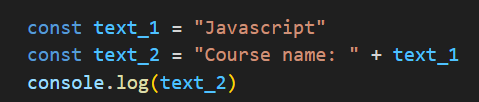 const text_1 = "Javascript"
const text_2 = "Course name: " + text_1
console.log(text_2)